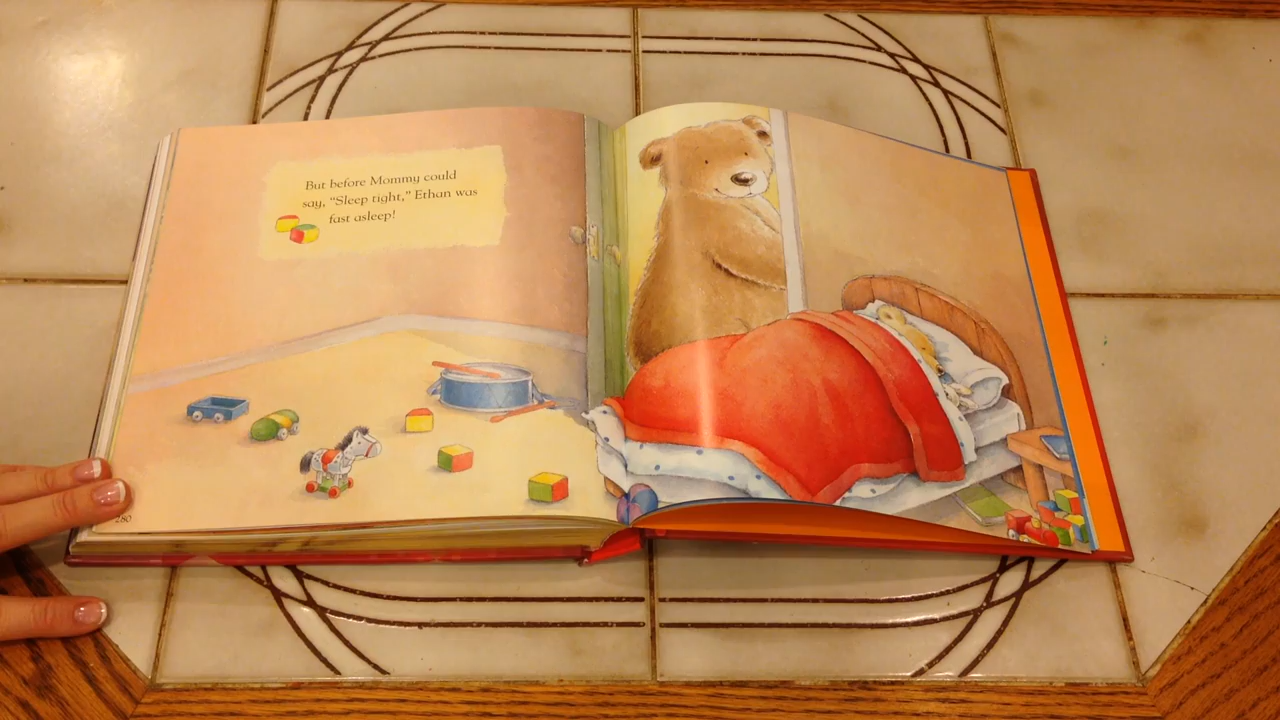 But before Mommy could
say, “Sleep tight,” Ethan was
fast asleep!
280